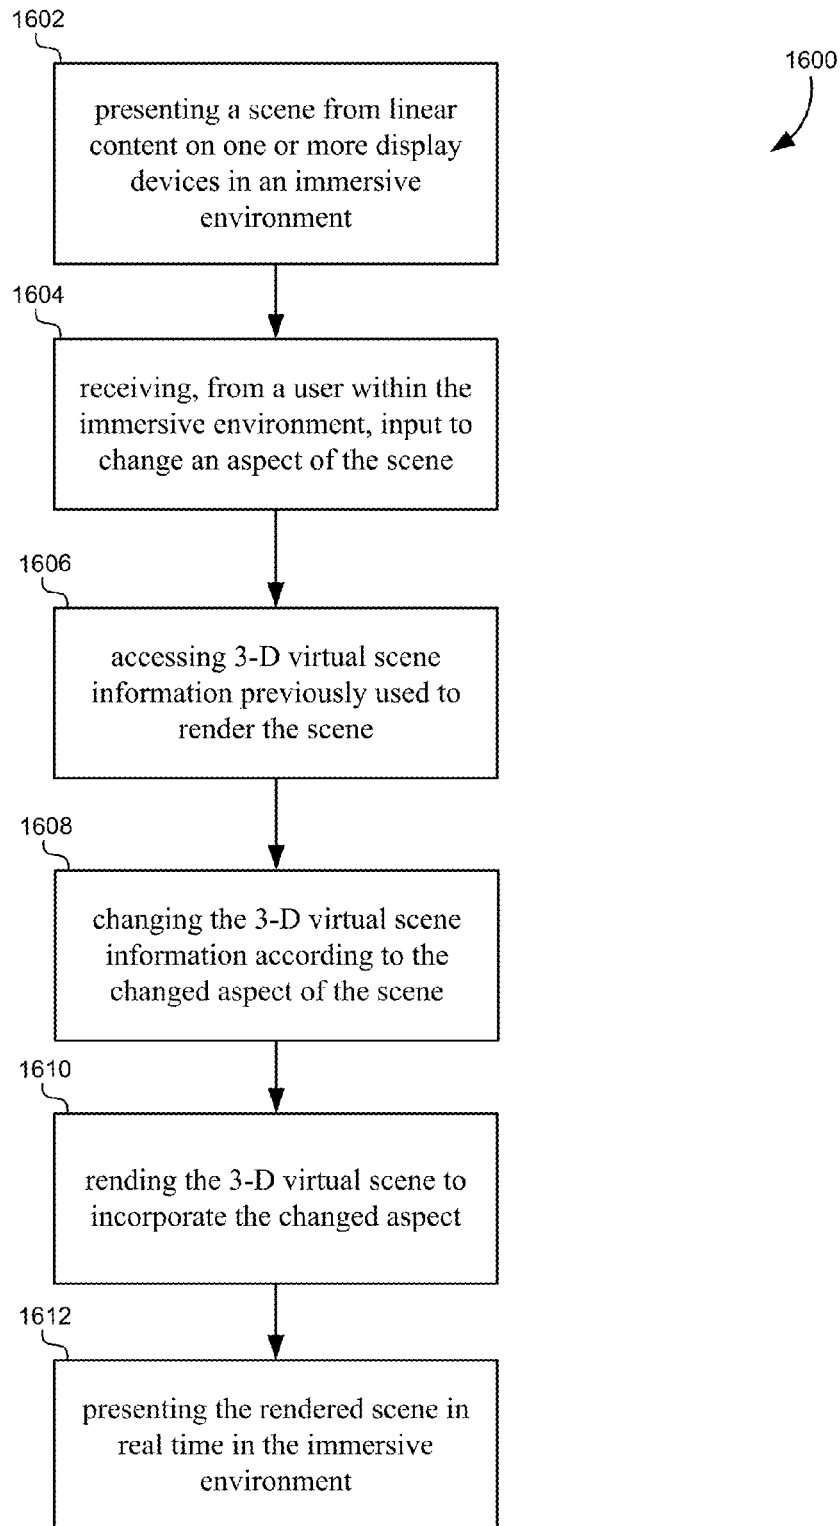 1602
1600
presenting a scene from linear
content on one or more display
devices in an immersive
environment
1604
receiving, from a user within the
immersive environment, input to
change an aspect of the scene
1606
accessing 3-D virtual scene
information previously used to
render the scene
1608
changing the 3-D virtual scene
information according to the
changed aspect of the scene
1610
rending the 3-D virtual scene to
incorporate the changed aspect
1612
presenting the rendered scene in
real time in the immersive
environment